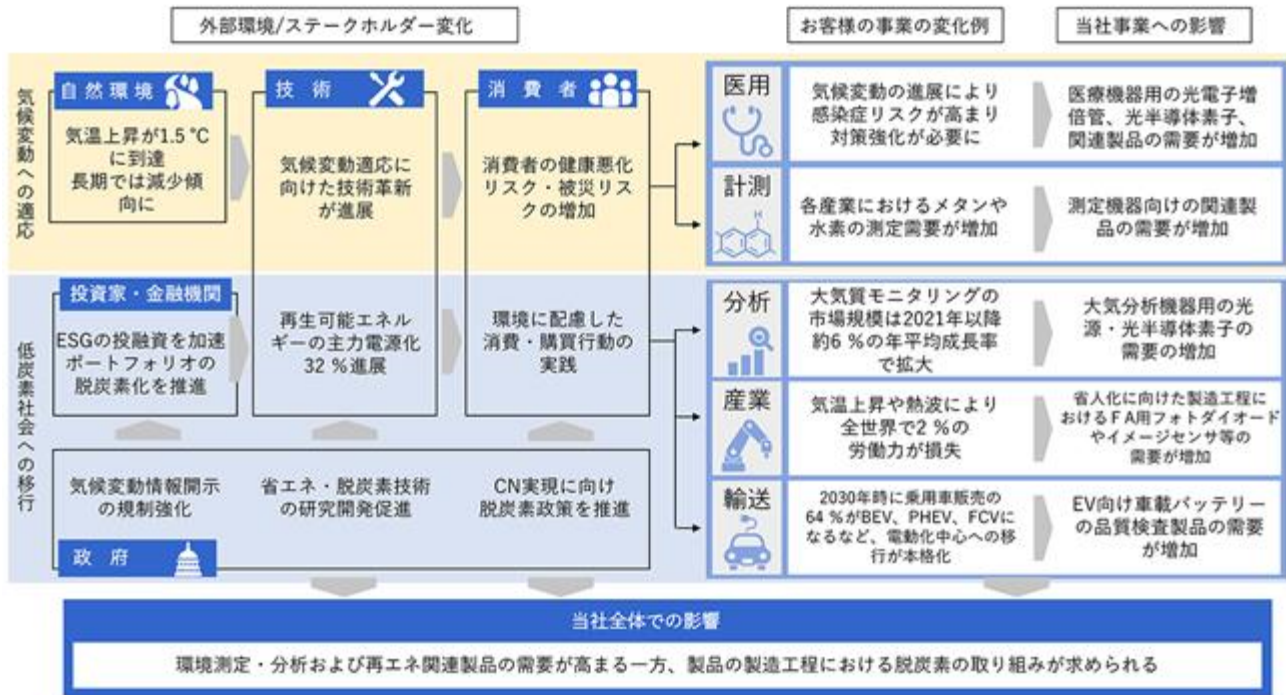 外部環境/ステークホルダー変化
お客様の事業の変化例
当社事業への影響
気候変動への適応
自然環境
気温上昇が1.5 ℃
に到達
長期では減少傾
向に
技術
気候変動適応に
向けた技術革新
が進展
消費者
消費者の健康悪化
リスク・被災リス
クの増加
医用
気候変動の進展により
感染症リスクが高まり
対策強化が必要に
医療機器用の光電子増
倍管、光半導体素子、
関連製品の需要が増加
計測
各産業におけるメタンや
水素の測定需要が増加
測定機器向けの関連製
品の需要が増加
低炭素社会への移行
投資家・金融機関
ESGの投融資を加速
ポートフォリオの
脱炭素化を推進
再生可能エネル
ギーの主力電源化
32 %進展
環境に配慮した
消費・購買行動の
実践
分析
大気質モニタリングの
市場規模は2021年以降
約6 %の年平均成長率
で拡大
大気分析機器用の光
源・光半導体素子の
需要の増加
産業
気温上昇や熱波により
全世界で2 %の
労働力が損失
省人化に向けた製造工程に
おけるFA用フォトダイオード
やイメージセンサ等の
需要が増加
気候変動情報開示
の規制強化
省エネ・脱炭素技術
の研究開発促進
CN実現に向け
脱炭素政策を推進
政府
輸送
2030年時に乗用車販売の
64 %がBEV、PHEV、FCVに
なるなど、電動化中心への移
行が本格化
EV向け車載バッテリー
の品質検査製品の需要
が増加
当社全体での影響
環境測定・分析および再エネ関連製品の需要が高まる一方、製品の製造工程における脱炭素の取り組みが求められる